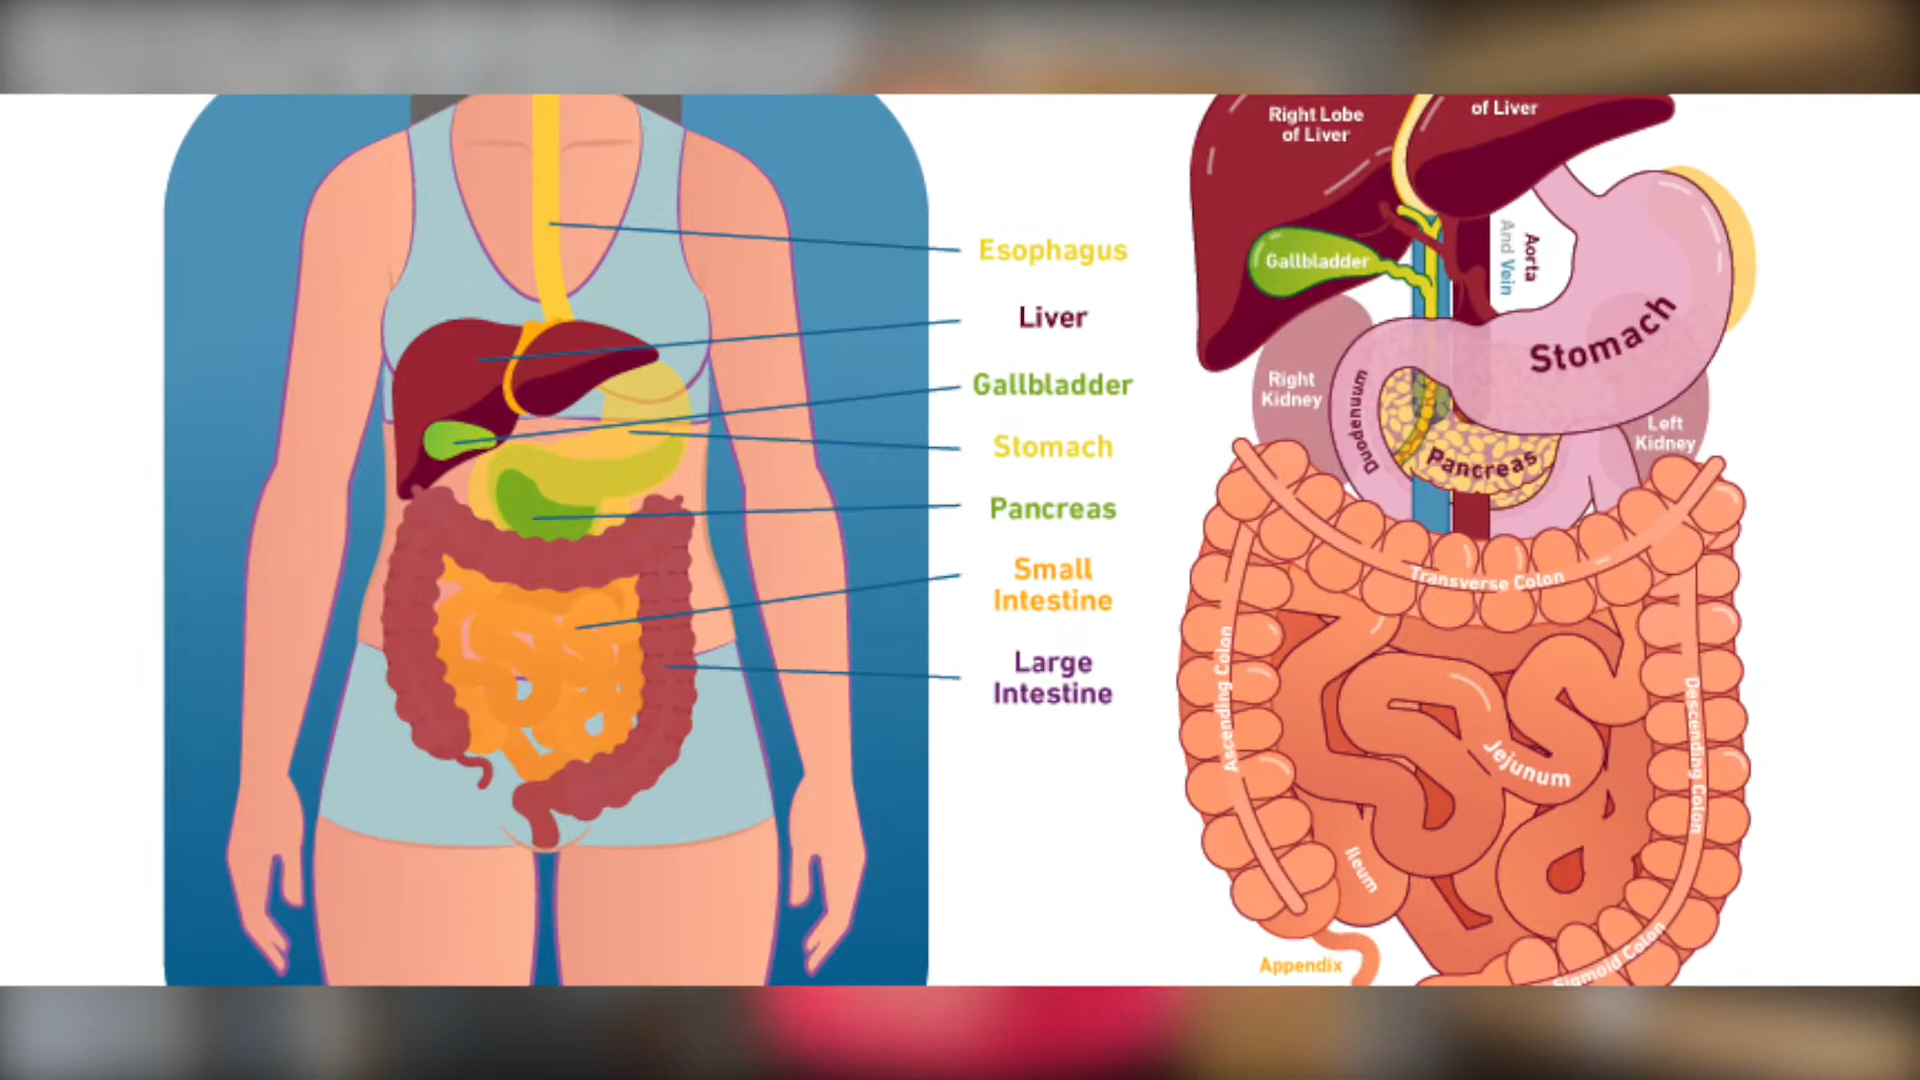 Esophagus
Liver
Gallbladder
Stomach
Pancreas
Small
Intestine
Large
Intestine
Right Lobe
of Liver
of Liver
Gallbladder
Aorta
And Vein
Stomach
Right
Kidney
Duodenum
Pancreas
Left
Kidney
Transverse Colon
Ascending Colon
Descending Colon
Jejunum
Ileum
Appendix
Sigmoid Colon